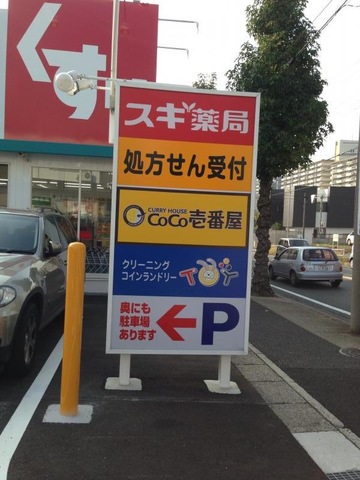 くす
スギ薬局
処方せん受付
CURRY HOUSE
CoCo壱番屋
クリーニング
コインランドリー
奥にも
駐車場
あります
P